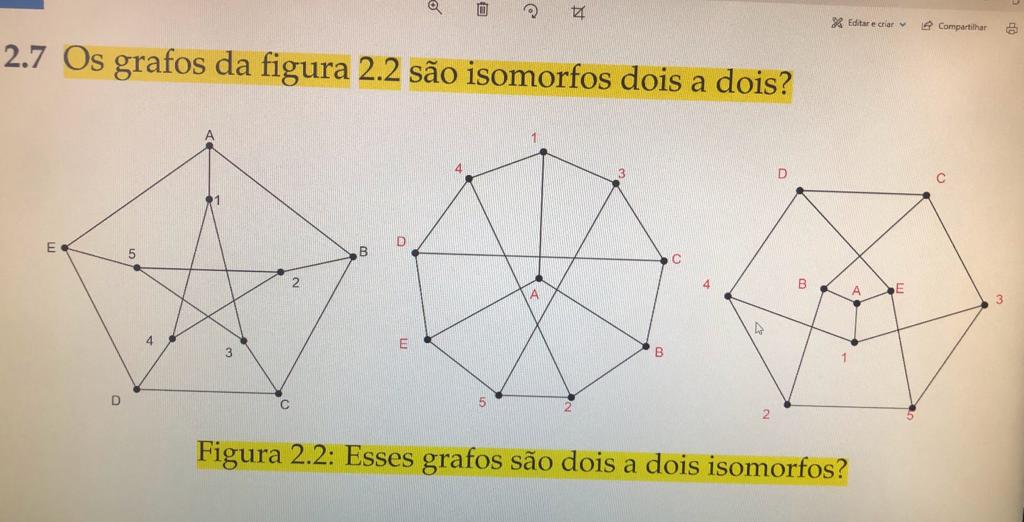 Editar e criar Compartilhar
2.7 Os grafos da figura 2.2 são isomorfos dois a dois?
A
1
E
5
B
2
4
3
D
C
1
4
3
D
C
A
E
B
5
2
D
C
4
B
A
E
3
1
2
5
Figura 2.2: Esses grafos são dois a dois isomorfos?